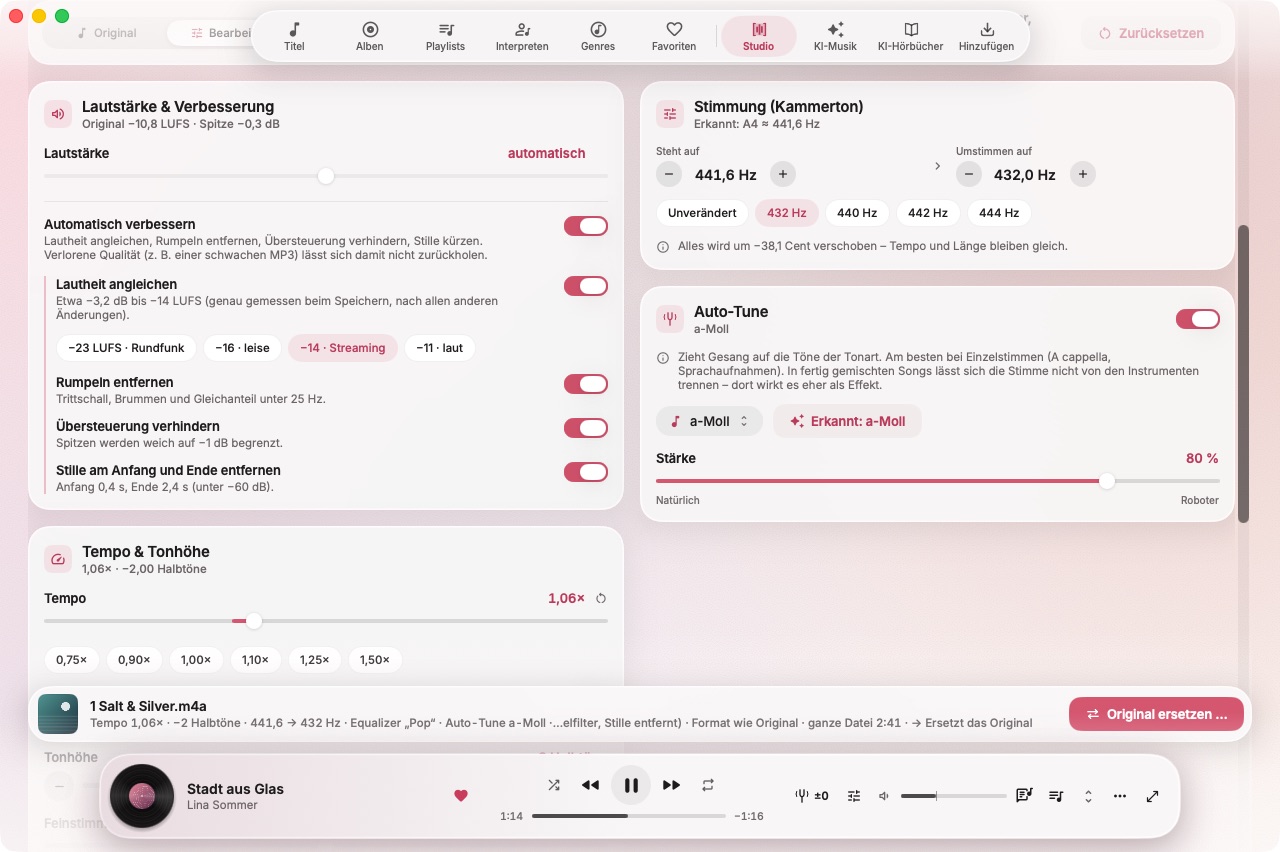 Original
Bearbei
Titel
Alben
Playlists
Interpreten
Genres
Favoriten
Studio
KI-Musik
KI-Hörbücher
Hinzufügen
Zurücksetzen
Lautstärke & Verbesserung
Original −10,8 LUFS · Spitze −0,3 dB
Lautstärke
automatisch
Automatisch verbessern
Lautheit angleichen, Rumpeln entfernen, Übersteuerung verhindern, Stille kürzen.
Verlorene Qualität (z. B. einer schwachen MP3) lässt sich damit nicht zurückholen.
Lautheit angleichen
Etwa −3,2 dB bis −14 LUFS (genau gemessen beim Speichern, nach allen anderen
Änderungen).
−23 LUFS · Rundfunk
−16 · leise
−14 · Streaming
−11 · laut
Rumpeln entfernen
Trittschall, Brummen und Gleichanteil unter 25 Hz.
Übersteuerung verhindern
Spitzen werden weich auf −1 dB begrenzt.
Stille am Anfang und Ende entfernen
Anfang 0,4 s, Ende 2,4 s (unter −60 dB).
Stimmung (Kammerton)
Erkannt: A4 ≈ 441,6 Hz
Steht auf
− 441,6 Hz +
›
Umstimmen auf
− 432,0 Hz +
Unverändert
432 Hz
440 Hz
442 Hz
444 Hz
Alles wird um −38,1 Cent verschoben – Tempo und Länge bleiben gleich.
Auto-Tune
a-Moll
Zieht Gesang auf die Töne der Tonart. Am besten bei Einzelstimmen (A cappella,
Sprachaufnahmen). In fertig gemischten Songs lässt sich die Stimme nicht von den Instrumenten
trennen – dort wirkt es eher als Effekt.
a-Moll
Erkannt: a-Moll
Stärke
80 %
Natürlich
Roboter
Tempo & Tonhöhe
1,06× · −2,00 Halbtöne
Tempo
1,06×
0,75×
0,90×
1,00×
1,10×
1,25×
1,50×
1 Salt & Silver.m4a
Tempo 1,06× · −2 Halbtöne · 441,6 → 432 Hz · Equalizer „Pop“ · Auto-Tune a-Moll ·...elfilter, Stille entfernt) · Format wie Original · ganze Datei 2:41 · → Ersetzt das Original
Original ersetzen ...
Tonhöhe
Feinstimm
Stadt aus Glas
Lina Sommer
1:14
−1:16
±0